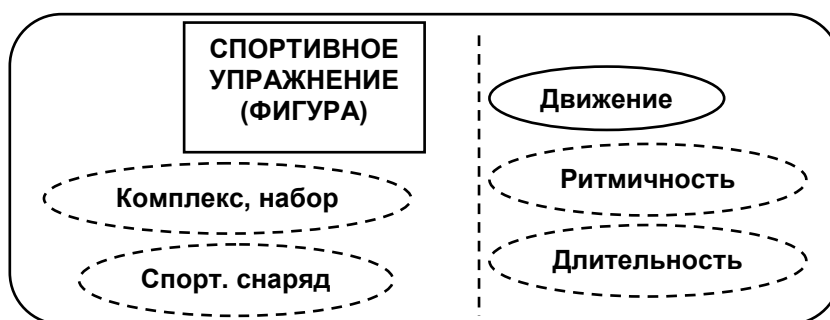 СПОРТИВНОЕ
УПРАЖНЕНИЕ
(ФИГУРА)
Комплекс, набор
Спорт. снаряд
Движение
Ритмичность
Длительность